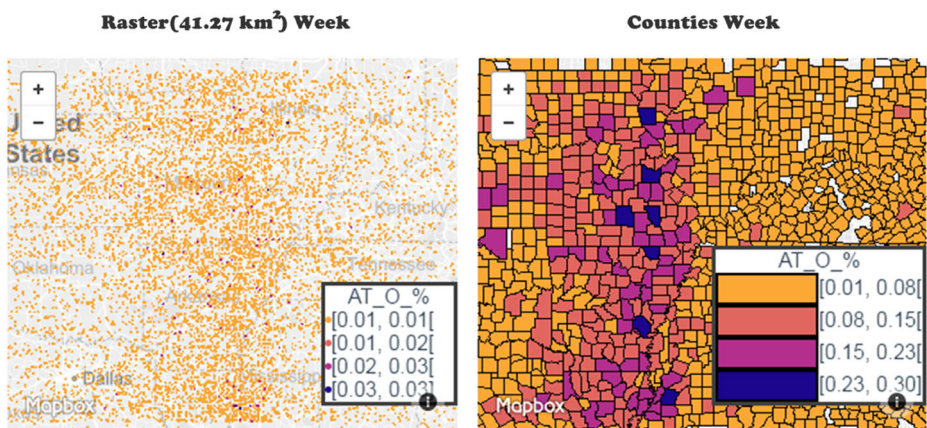 Raster(41.27 km²) Week
Counties Week
+
−
United
States
Kentucky
Oklahoma
Tennessee
Dallas
AT_O_%
[0.01, 0.01[
[0.01, 0.02[
[0.02, 0.03[
[0.03, 0.03]
Mapbox
i
+
−
AT_O_%
[0.01, 0.08[
[0.08, 0.15[
[0.15, 0.23[
[0.23, 0.30]
Mapbox
i